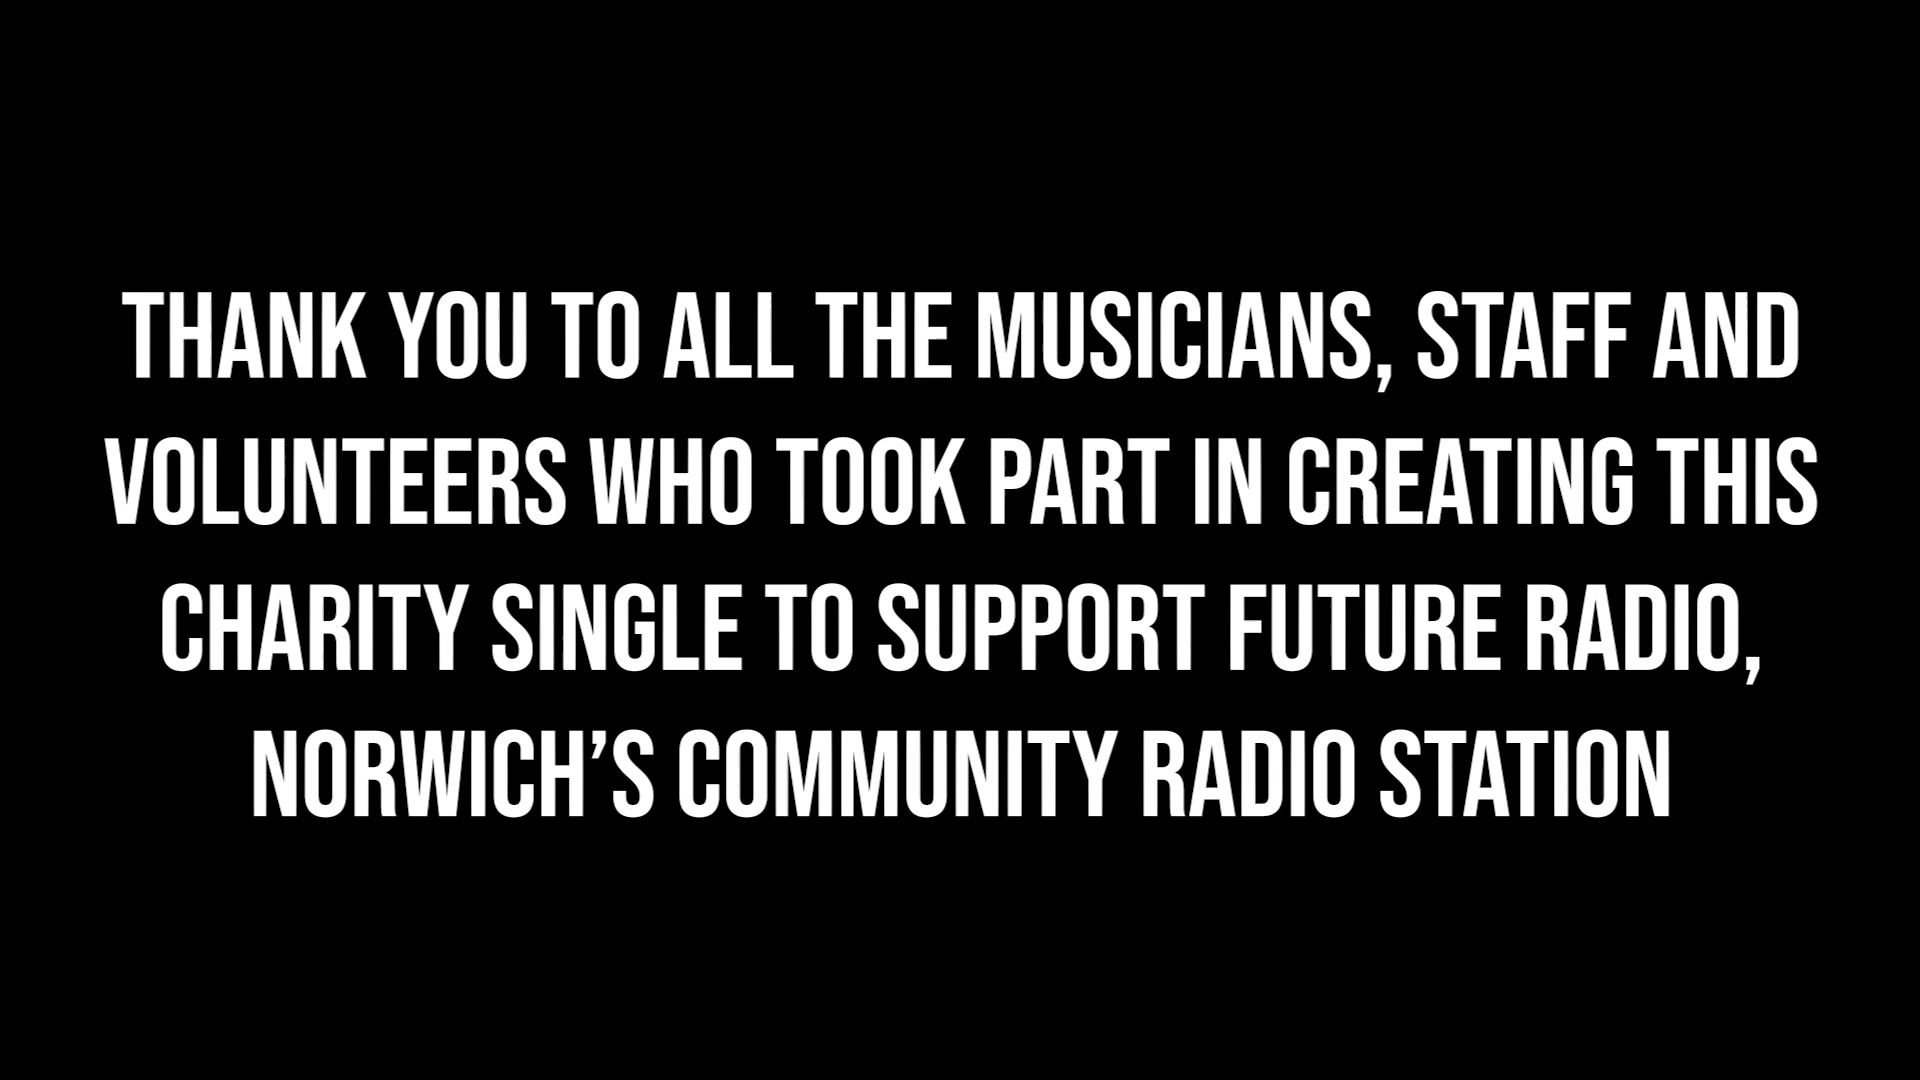 THANK YOU TO ALL THE MUSICIANS, STAFF AND
VOLUNTEERS WHO TOOK PART IN CREATING THIS
CHARITY SINGLE TO SUPPORT FUTURE RADIO,
NORWICH’S COMMUNITY RADIO STATION